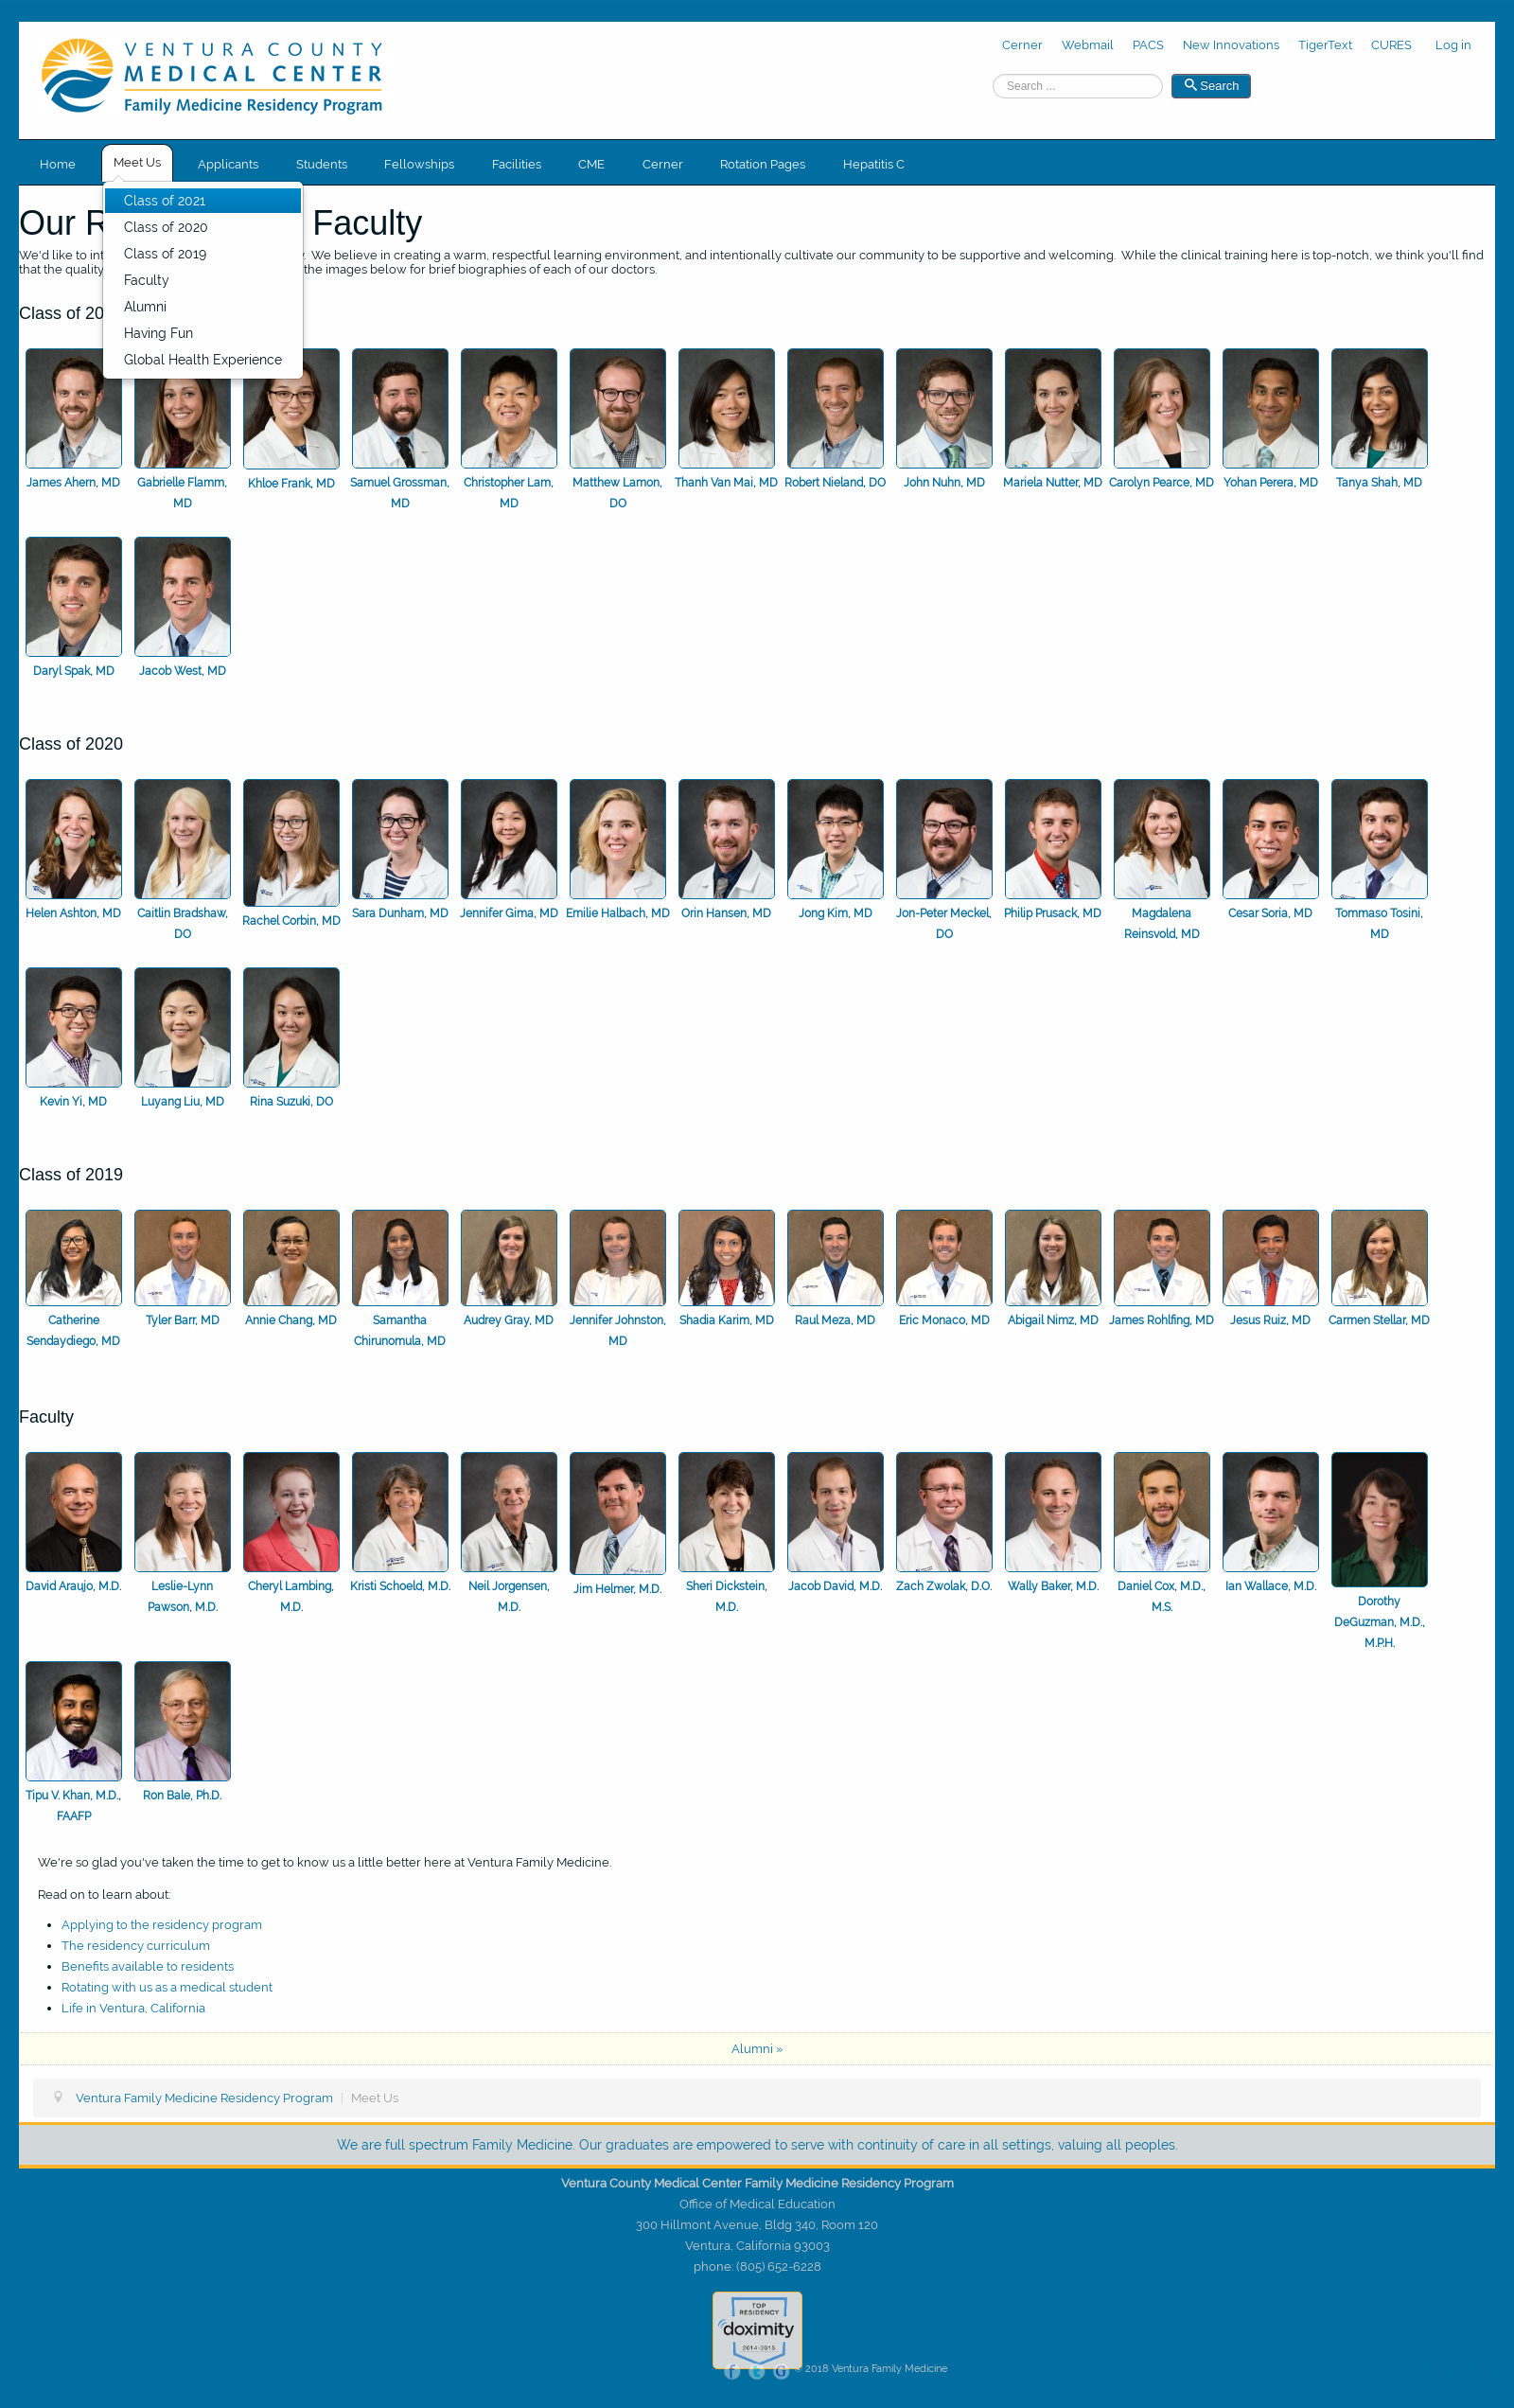 VENTURA COUNTY
MEDICAL CENTER
Family Medicine Residency Program
Cerner Webmail PACS New Innovations TigerText CURES Log in
Search ... Search
Home Meet Us Applicants Students Fellowships Facilities CME Cerner Rotation Pages Hepatitis C
Class of 2021
Class of 2020
Class of 2019
Faculty
Alumni
Having Fun
Global Health Experience
Our Faculty
We'd like to We believe in creating a warm, respectful learning environment, and intentionally cultivate our community to be supportive and welcoming. While the clinical training here is top-notch, we think you'll find
that the quality the images below for brief biographies of each of our doctors.
Class of
James Ahern, MD Gabrielle Flamm, MD Khloe Frank, MD Samuel Grossman, MD Christopher Lam, MD Matthew Lamon, DO Thanh Van Mai, MD Robert Nieland, DO John Nuhn, MD Mariela Nutter, MD Carolyn Pearce, MD Yohan Perera, MD Tanya Shah, MD
Daryl Spak, MD Jacob West, MD
Class of 2020
Helen Ashton, MD Caitlin Bradshaw, DO Rachel Corbin, MD Sara Dunham, MD Jennifer Gima, MD Emilie Halbach, MD Orin Hansen, MD Jong Kim, MD Jon-Peter Meckel, DO Philip Prusack, MD Magdalena Reinsvold, MD Cesar Soria, MD Tommaso Tosini, MD
Kevin Yi, MD Luyang Liu, MD Rina Suzuki, DO
Class of 2019
Catherine Sendaydiego, MD Tyler Barr, MD Annie Chang, MD Samantha Chirunomula, MD Audrey Gray, MD Jennifer Johnston, MD Shadia Karim, MD Raul Meza, MD Eric Monaco, MD Abigail Nimz, MD James Rohlfing, MD Jesus Ruiz, MD Carmen Stellar, MD
Faculty
David Araujo, M.D. Leslie-Lynn Pawson, M.D. Cheryl Lambing, M.D. Kristi Schoeld, M.D. Neil Jorgensen, M.D. Jim Helmer, M.D. Sheri Dickstein, M.D. Jacob David, M.D. Zach Zwolak, D.O. Wally Baker, M.D. Daniel Cox, M.D., M.S. Ian Wallace, M.D. Dorothy DeGuzman, M.D., M.P.H.
Tipu V. Khan, M.D., FAAFP Ron Bale, Ph.D.
We're so glad you've taken the time to get to know us a little better here at Ventura Family Medicine.
Read on to learn about:
Applying to the residency program
The residency curriculum
Benefits available to residents
Rotating with us as a medical student
Life in Ventura, California
Alumni »
Ventura Family Medicine Residency Program | Meet Us
We are full spectrum Family Medicine. Our graduates are empowered to serve with continuity of care in all settings, valuing all peoples.
Ventura County Medical Center Family Medicine Residency Program
Office of Medical Education
300 Hillmont Avenue, Bldg 340, Room 120
Ventura, California 93003
phone: (805) 652-6228
TOP
RESIDENCY
doximity
2014-2015
© 2018 Ventura Family Medicine